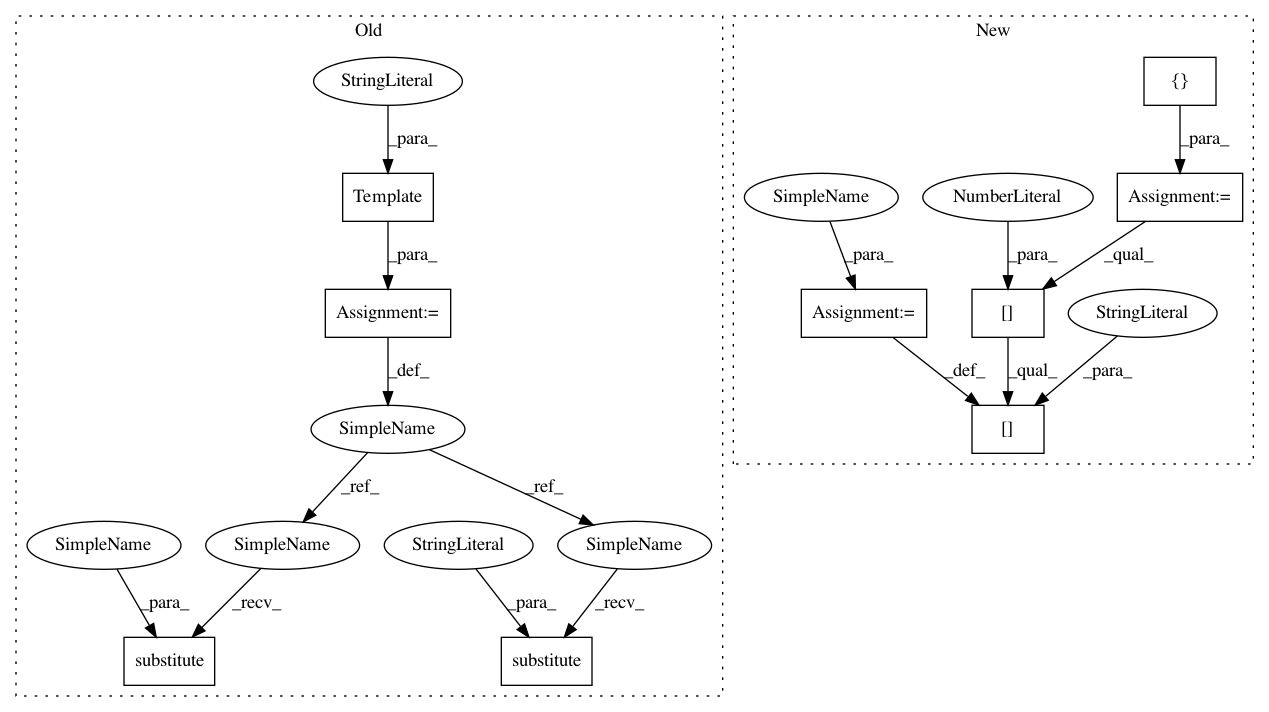 Old
New
StringLiteral
{}
_para_
_para_
Template
SimpleName
NumberLiteral
Assignment:=
_para_
_para_
_para_
_qual_
Assignment:=
Assignment:=
[]
StringLiteral
_def_
_def_
_qual_
_para_
SimpleName
[]
_ref_
_ref_
SimpleName
SimpleName
StringLiteral
SimpleName
_para_
_recv_
_para_
_recv_
substitute
substitute